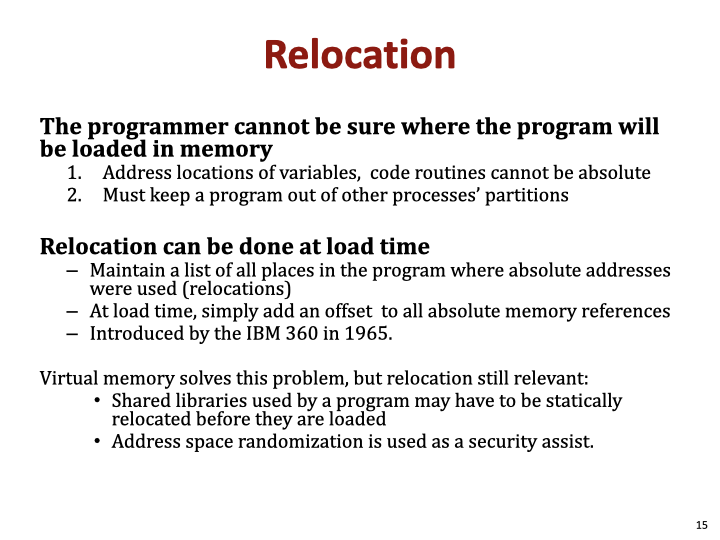 Relocation
The programmer cannot be sure where the program will
be loaded in memory
1. Address locations of variables, code routines cannot be absolute
2. Must keep a program out of other processes’ partitions
Relocation can be done at load time
– Maintain a list of all places in the program where absolute addresses
were used (relocations)
– At load time, simply add an offset to all absolute memory references
– Introduced by the IBM 360 in 1965.
Virtual memory solves this problem, but relocation still relevant:
• Shared libraries used by a program may have to be statically
relocated before they are loaded
• Address space randomization is used as a security assist.
15